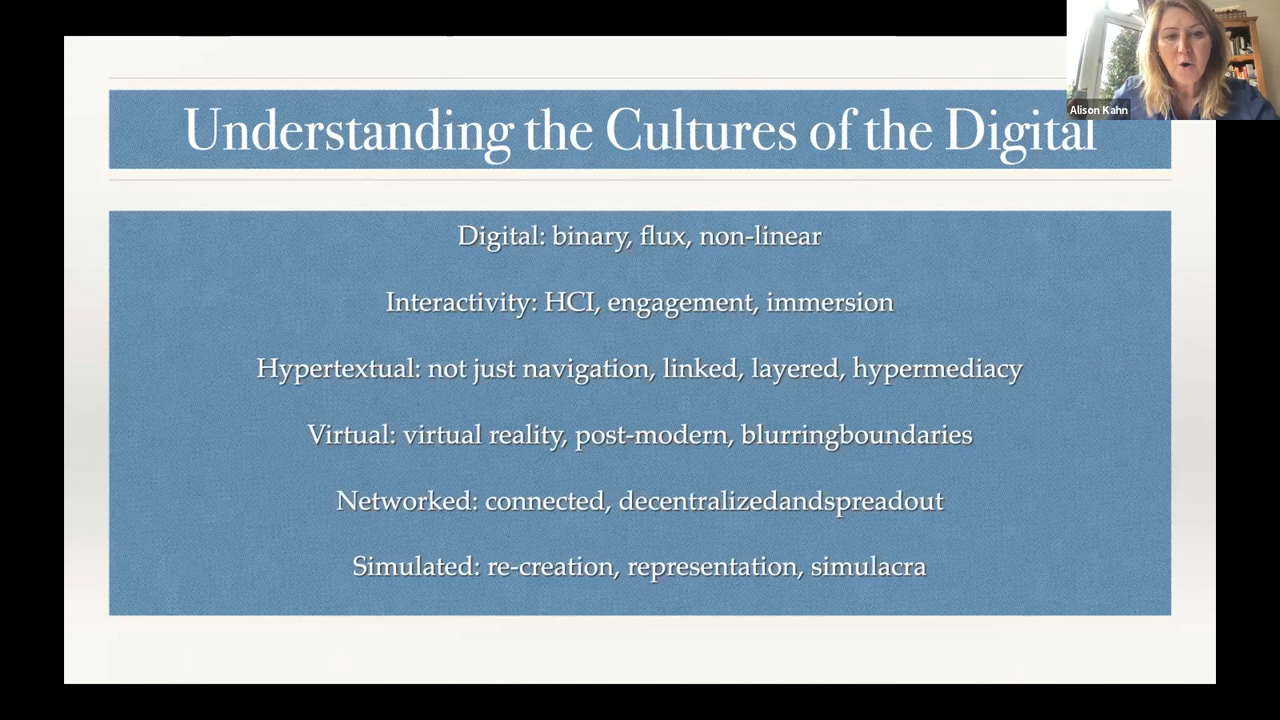 Understanding the Cultures of the Digital
Alison Kahn
Digital: binary, flux, non-linear
Interactivity: HCI, engagement, immersion
Hypertextual: not just navigation, linked, layered, hypermediacy
Virtual: virtual reality, post-modern, blurringboundaries
Networked: connected, decentralizedandspreadout
Simulated: re-creation, representation, simulacra